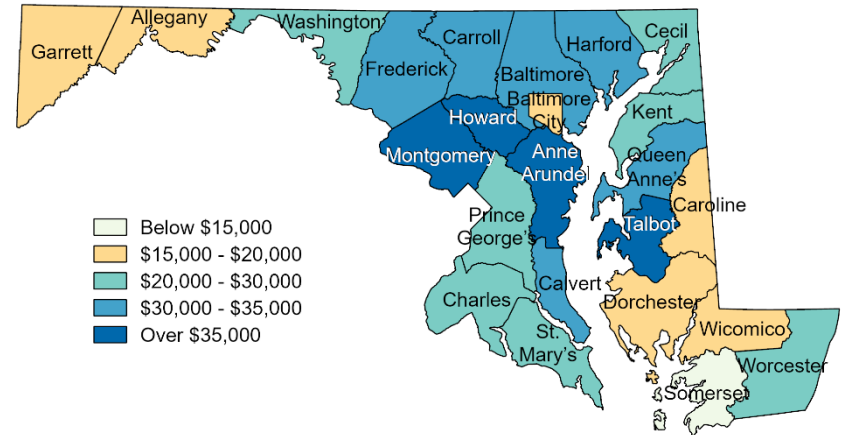 Garrett
Allegany
Washington
Frederick
Carroll
Baltimore
Baltimore
City
Harford
Cecil
Kent
Howard
Montgomery
Anne
Arundel
Queen
Anne's
Caroline
Talbot
Prince
George's
Calvert
Charles
St.
Mary's
Dorchester
Wicomico
Worcester
Somerset
Below $15,000
$15,000 - $20,000
$20,000 - $30,000
$30,000 - $35,000
Over $35,000